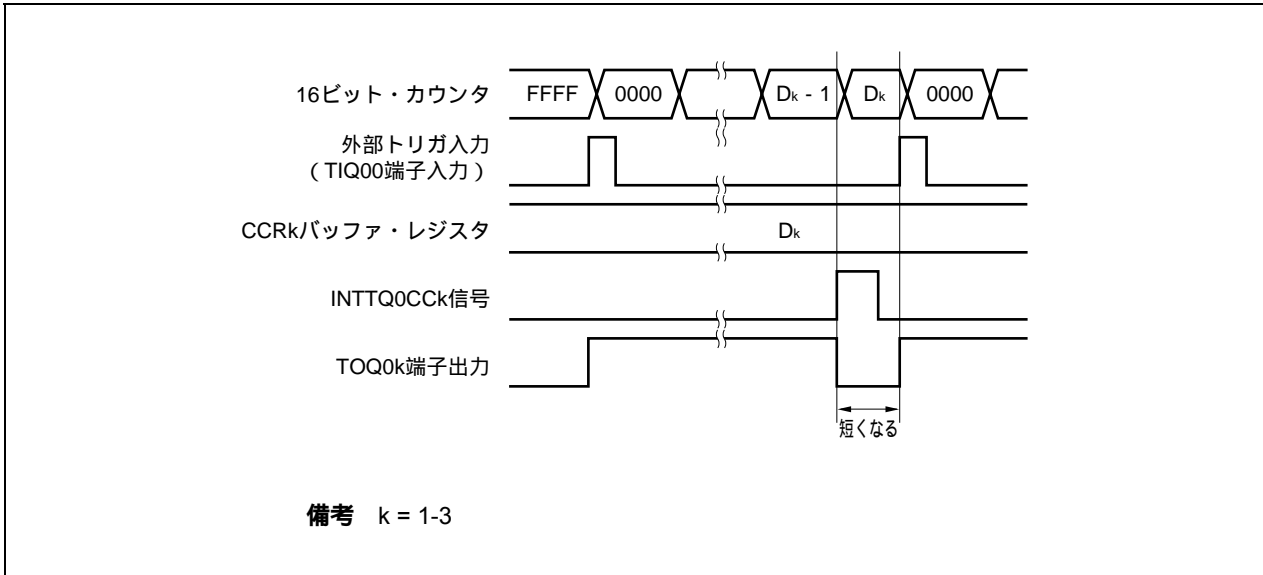 16ビット・カウンタ FFFF 0000 Dk - 1 Dk 0000
外部トリガ入力
（TIQ00端子入力）
CCRkバッファ・レジスタ Dk
INTTQ0CCk信号
TOQ0k端子出力
短くなる
備考 k = 1-3